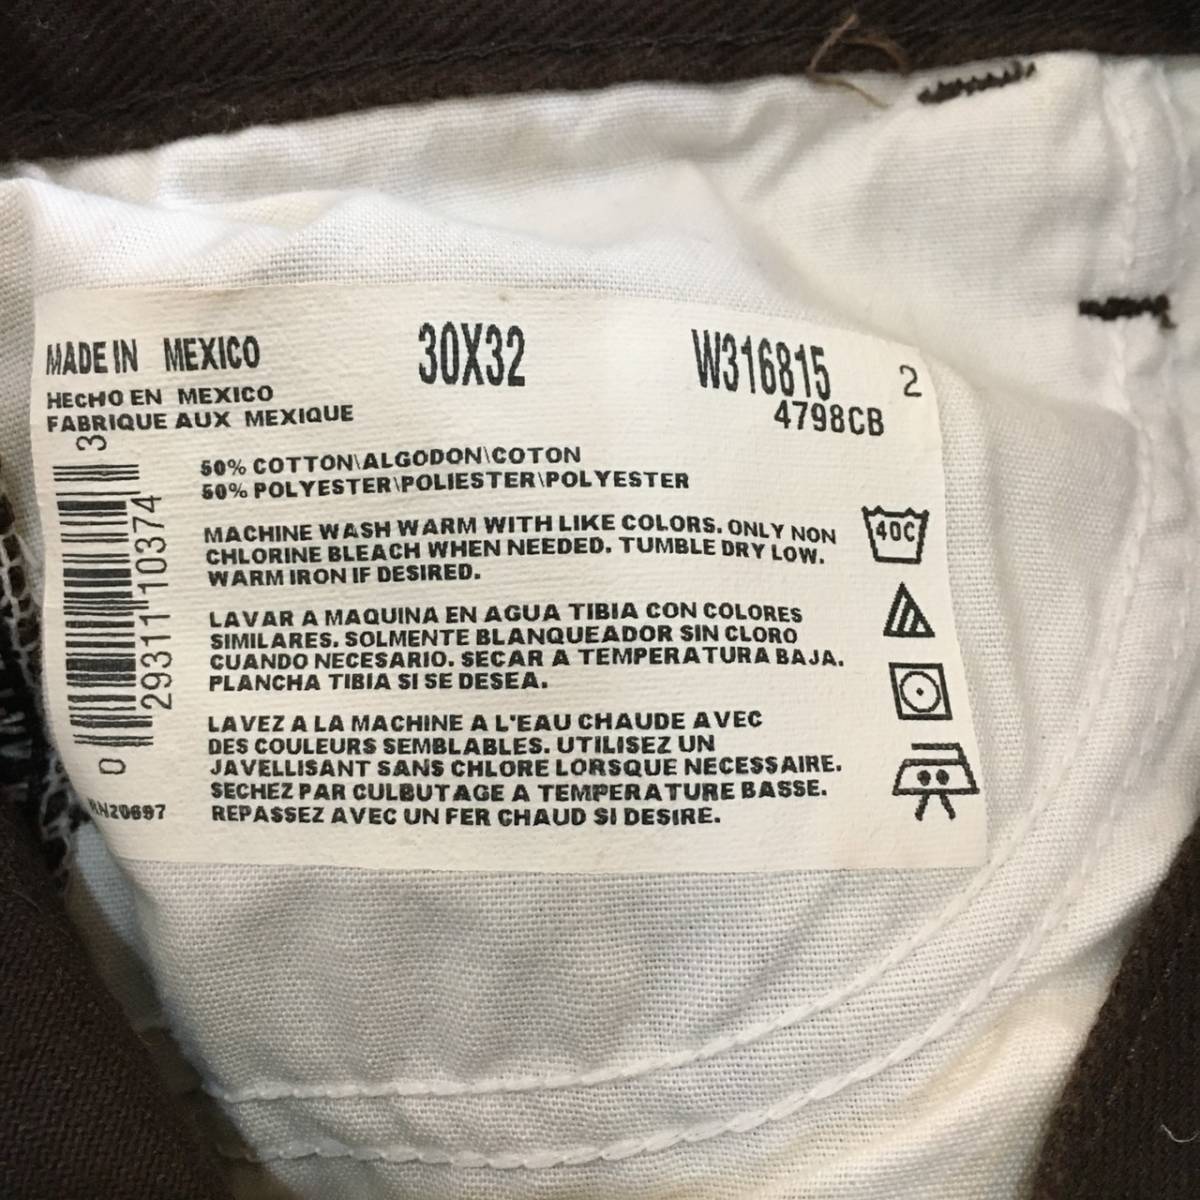 MADE IN MEXICO 30X32 W316815 2
HECHO EN MEXICO 4798CB
FABRIQUE AUX MEXIQUE
50% COTTON\ALGODON\COTON
50% POLYESTER\POLIESTER\POLYESTER
MACHINE WASH WARM WITH LIKE COLORS. ONLY NON
CHLORINE BLEACH WHEN NEEDED. TUMBLE DRY LOW.
WARM IRON IF DESIRED.
40C
LAVAR A MAQUINA EN AGUA TIBIA CON COLORES
SIMILARES. SOLMENTE BLANQUEADOR SIN CLORO
CUANDO NECESARIO. SECAR A TEMPERATURA BAJA.
PLANCHA TIBIA SI SE DESEA.
LAVEZ A LA MACHINE A L'EAU CHAUDE AVEC
DES COULEURS SEMBLABLES. UTILISEZ UN
JAVELLISANT SANS CHLORE LORSQUE NECESSAIRE.
SECHEZ PAR CULBUTAGE A TEMPERATURE BASSE.
REPASSEZ AVEC UN FER CHAUD SI DESIRE.
0 29311 10374 3
RN20697